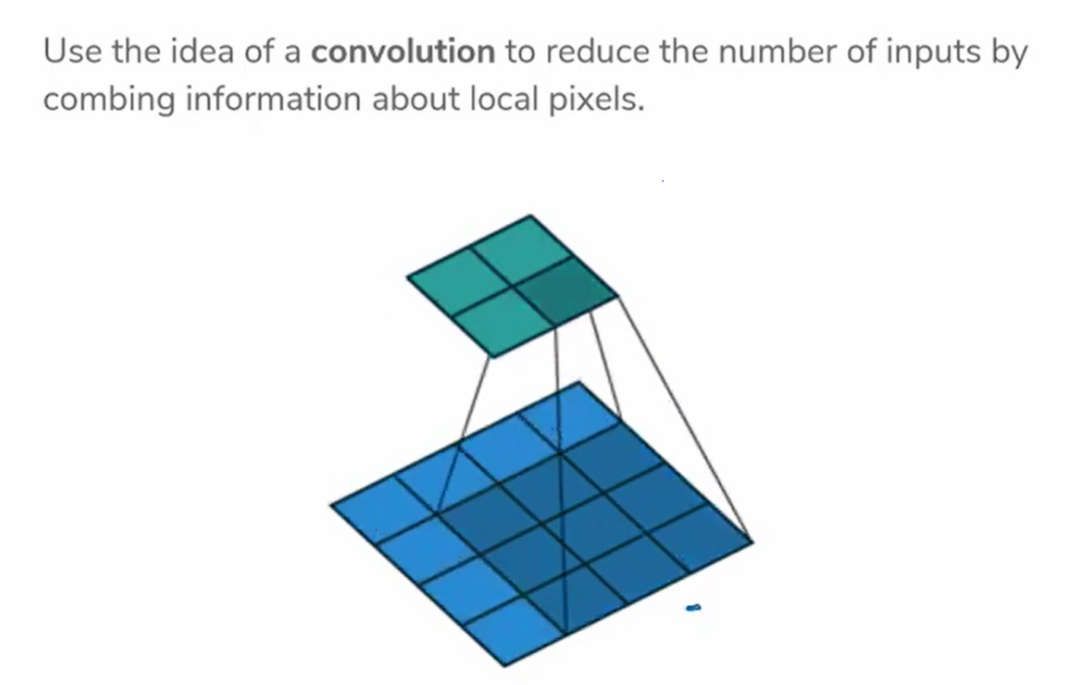 Use the idea of a convolution to reduce the number of inputs by
combing information about local pixels.